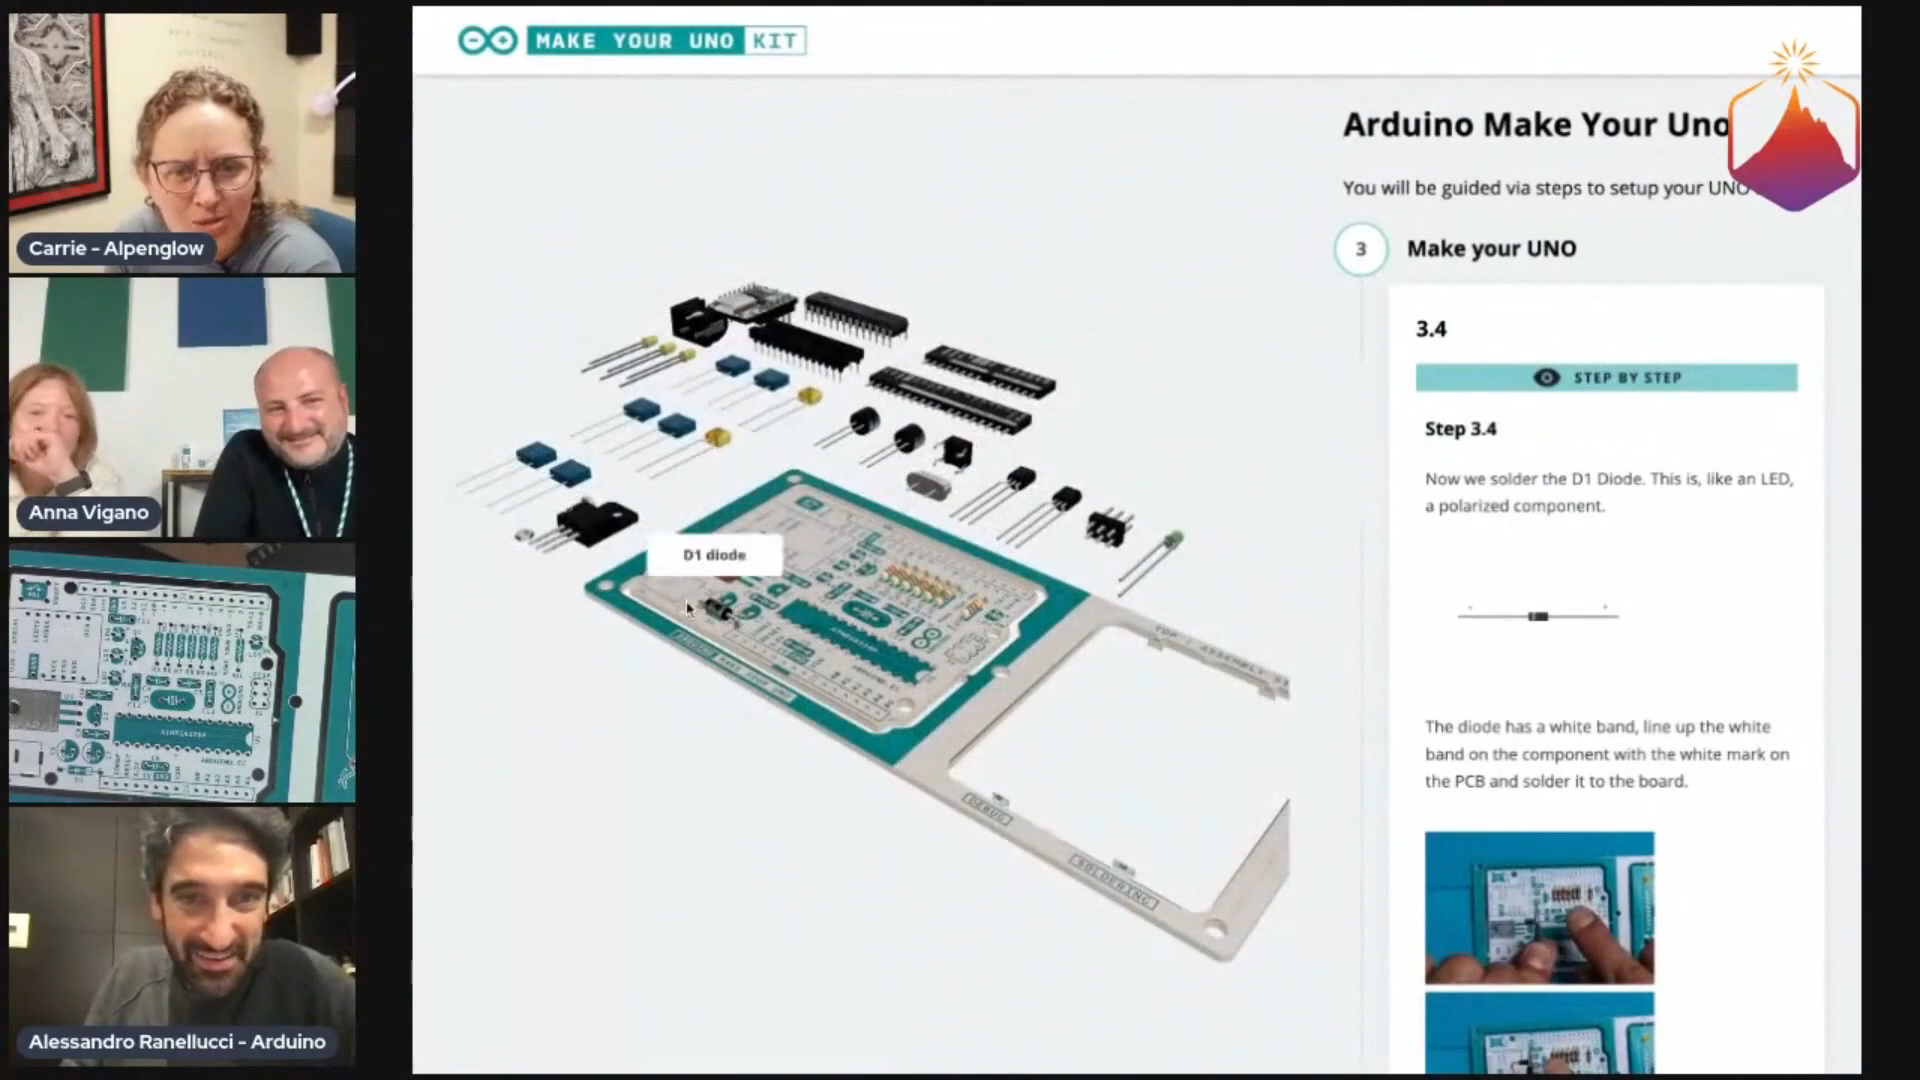 MAKE YOUR UNO KIT
Arduino Make Your Uno
You will be guided via steps to setup your UNO
3
Make your UNO
3.4
STEP BY STEP
Step 3.4
Now we solder the D1 Diode. This is, like an LED,
a polarized component.
The diode has a white band, line up the white
band on the component with the white mark on
the PCB and solder it to the board.
D1 diode
DEBUG
SOLDERING
Carrie - Alpenglow
Anna Vigano
ARDUINO.CC
Alessandro Ranellucci - Arduino